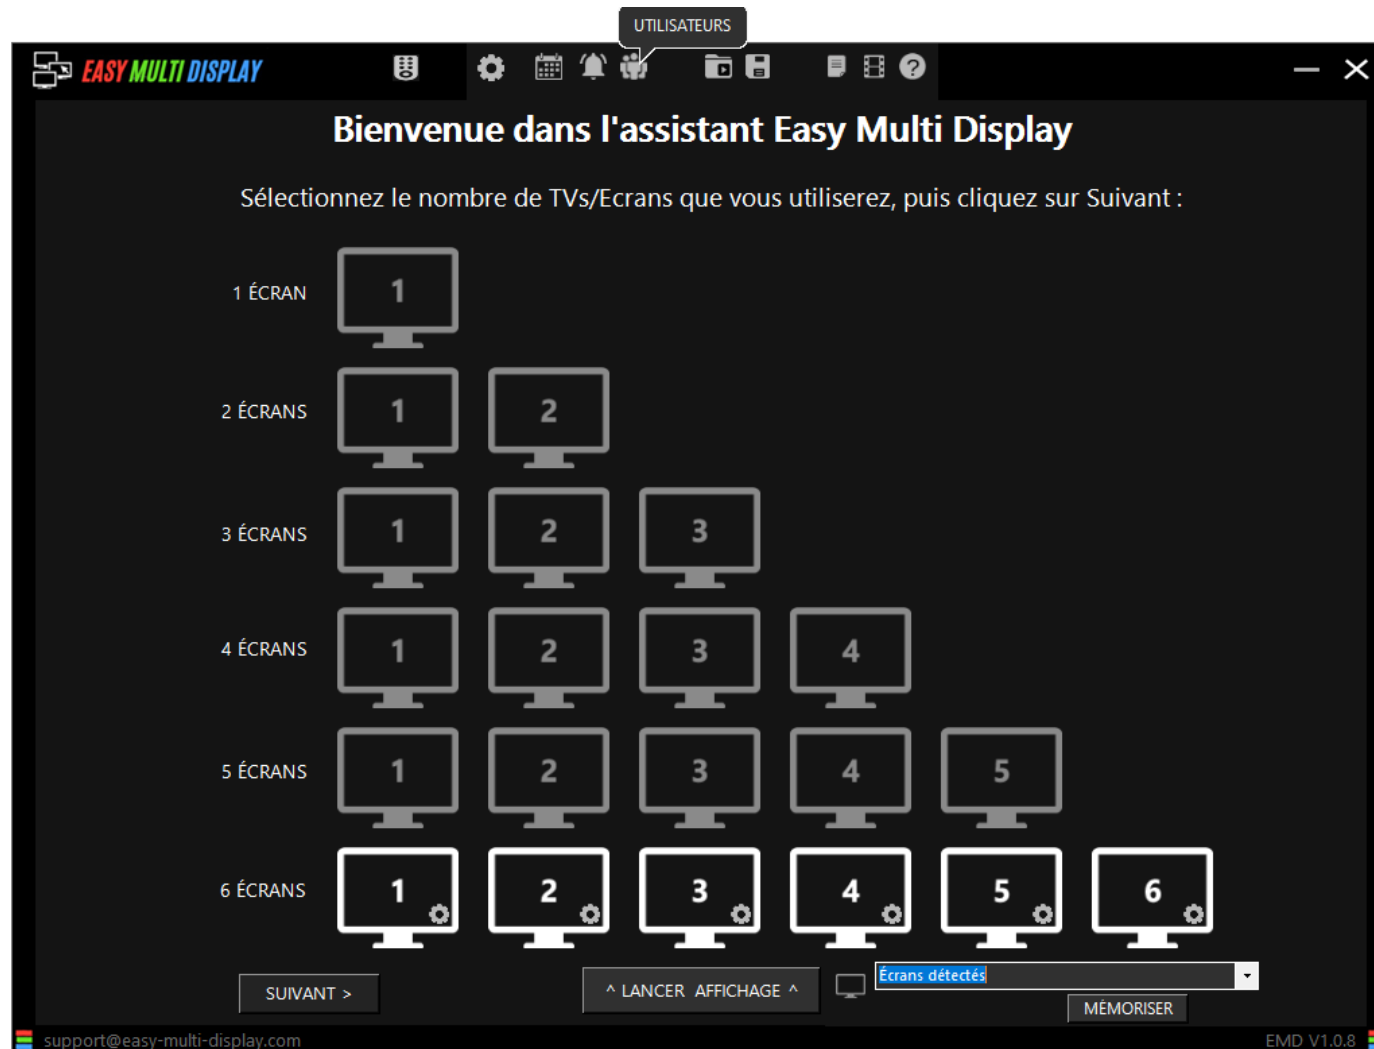 UTILISATEURS
EASY MULTI DISPLAY
Bienvenue dans l'assistant Easy Multi Display
Sélectionnez le nombre de TVs/Ecrans que vous utiliserez, puis cliquez sur Suivant :
1 ÉCRAN 1
2 ÉCRANS 1 2
3 ÉCRANS 1 2 3
4 ÉCRANS 1 2 3 4
5 ÉCRANS 1 2 3 4 5
6 ÉCRANS 1 2 3 4 5 6
SUIVANT >
^ LANCER AFFICHAGE ^
Écrans détectés
MÉMORISER
support@easy-multi-display.com
EMD V1.0.8